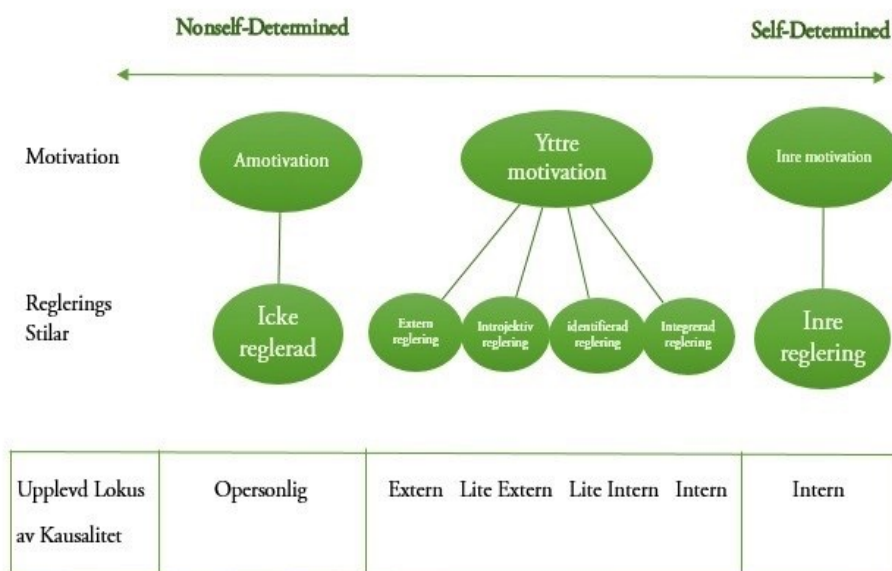 Nonself-Determined
Self-Determined
Motivation
Amotivation
Yttre
motivation
Inre motivation
Reglerings
Stilar
Icke
reglerad
Extern
reglering
Introjektiv
reglering
identifierad
reglering
Integrerad
reglering
Inre
reglering
Upplevd Lokus
av Kausalitet
Opersonlig
Extern
Lite Extern
Lite Intern
Intern
Intern